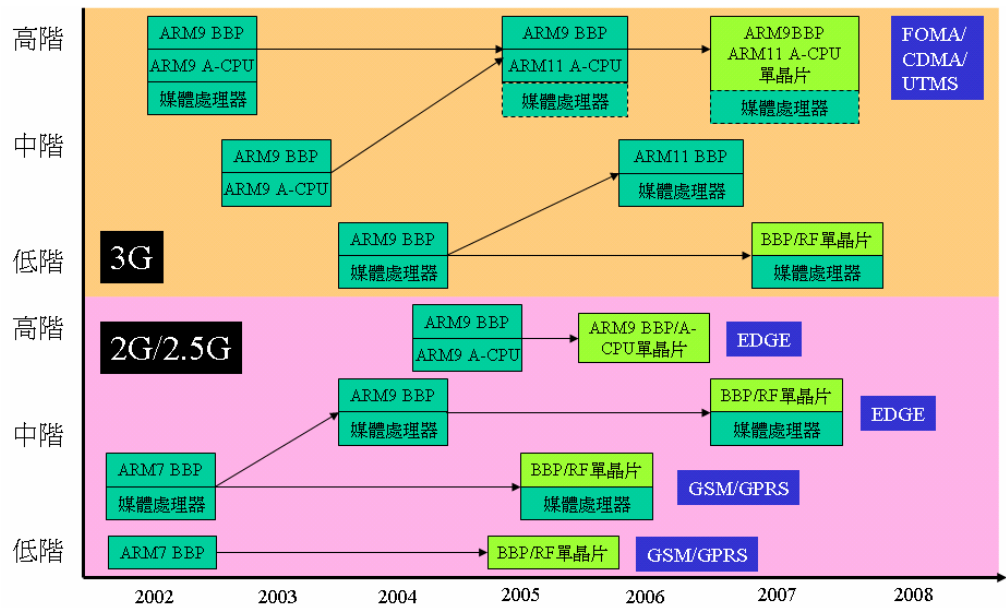 高階
ARM9 BBP
ARM9 A-CPU
媒體處理器
ARM9 BBP
ARM11 A-CPU
媒體處理器
ARM9BBP
ARM11 A-CPU
單晶片
媒體處理器
FOMA/
CDMA/
UTMS
中階
ARM9 BBP
ARM9 A-CPU
ARM11 BBP
媒體處理器
低階
3G
ARM9 BBP
媒體處理器
BBP/RF單晶片
媒體處理器
高階
2G/2.5G
ARM9 BBP
ARM9 A-CPU
ARM9 BBP/A-
CPU單晶片
EDGE
中階
ARM9 BBP
媒體處理器
BBP/RF單晶片
媒體處理器
EDGE
ARM7 BBP
媒體處理器
BBP/RF單晶片
媒體處理器
GSM/GPRS
低階
ARM7 BBP
BBP/RF單晶片
GSM/GPRS
2002 2003 2004 2005 2006 2007 2008